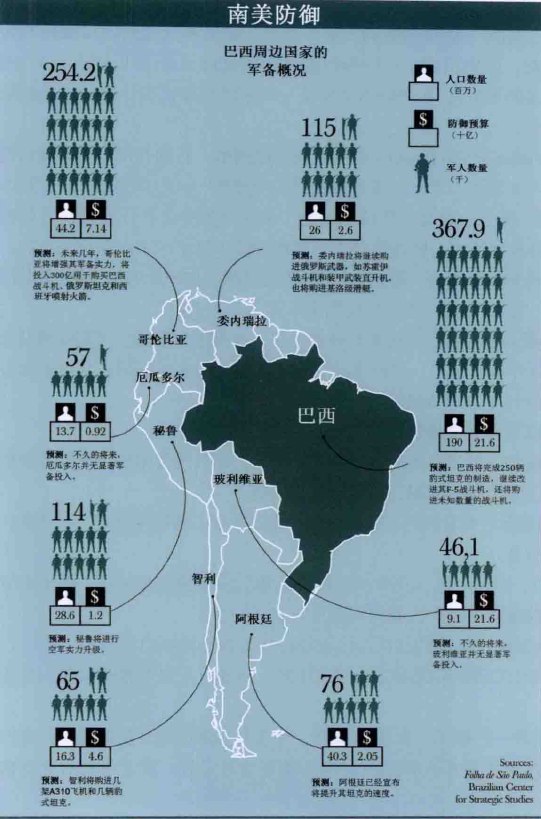 南美防御
巴西周边国家的
军备概况
人口数量
(百万)
$
防御预算
(十亿)
军人数量
(千)
254.2
$
44.2 7.14
预测：未来几年，哥伦比
亚将增强其军备实力，将
投入300亿用于购买巴西
战斗机、俄罗斯坦克和西
班牙喷射火箭。
115
$
26 2.6
预测：委内瑞拉将继续购
进俄罗斯武器，如苏霍伊
战斗机和装甲武装直升机，
也将购进基洛级潜艇。
367.9
$
190 21.6
预测：巴西将完成250辆
豹式坦克的制造，继续改
进其F-5战斗机，还将购
进未知数量的战斗机。
委内瑞拉
哥伦比亚
厄瓜多尔
秘鲁
巴西
玻利维亚
智利
阿根廷
57
$
13.7 0.92
预测：不久的将来，
厄瓜多尔并无显著军
备投入。
114
$
28.6 1.2
预测：秘鲁将进行
空军实力升级。
46,1
$
9.1 21.6
预测：不久的将来，
玻利维亚并无显著军
备投入。
65
$
16.3 4.6
预测：智利将购进几
架A310飞机和几辆豹
式坦克。
76
$
40.3 2.05
预测：阿根廷已经宣布
将提升其坦克的速度。
Sources:
Folha de São Paulo,
Brazilian Center
for Strategic Studies